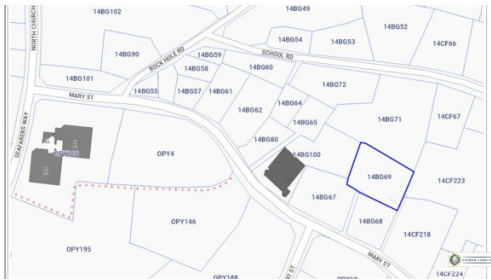 14BG102
14BG49
14BG52
14BG54
14BG53
14CF66
NORTH CHURCH
ROCK HOLE RD
SCHOOL RD
14BG90
14BG59
14BG58
14BG60
14BG101
14BG72
14BG55
14BG57
14BG61
MARY ST
14BG64
14BG62
14BG65
14BG71
14CF67
SEAFARERS WAY
14BG80
OPY4
14BG100
14BG69
14CF223
14BG67
OPY146
14BG68
14CF218
OPY195
MARY ST
OPY188
14CF224